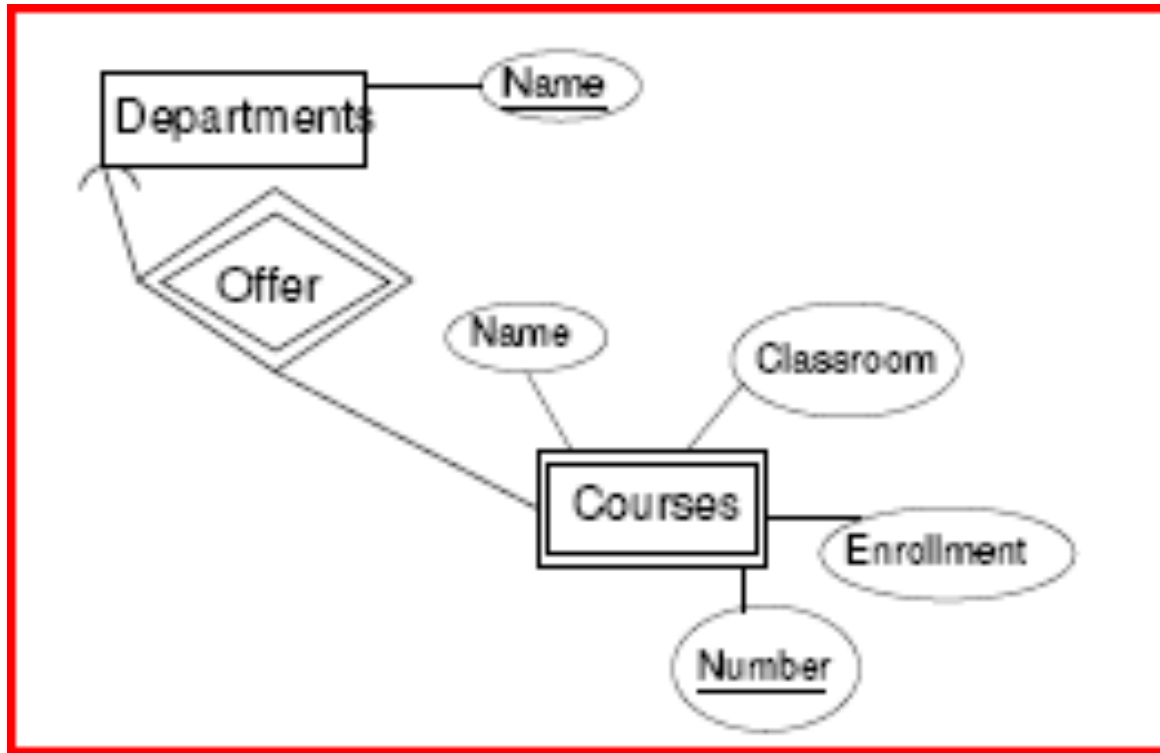 Name
Departments
Offer
Name
Classroom
Courses
Enrollment
Number